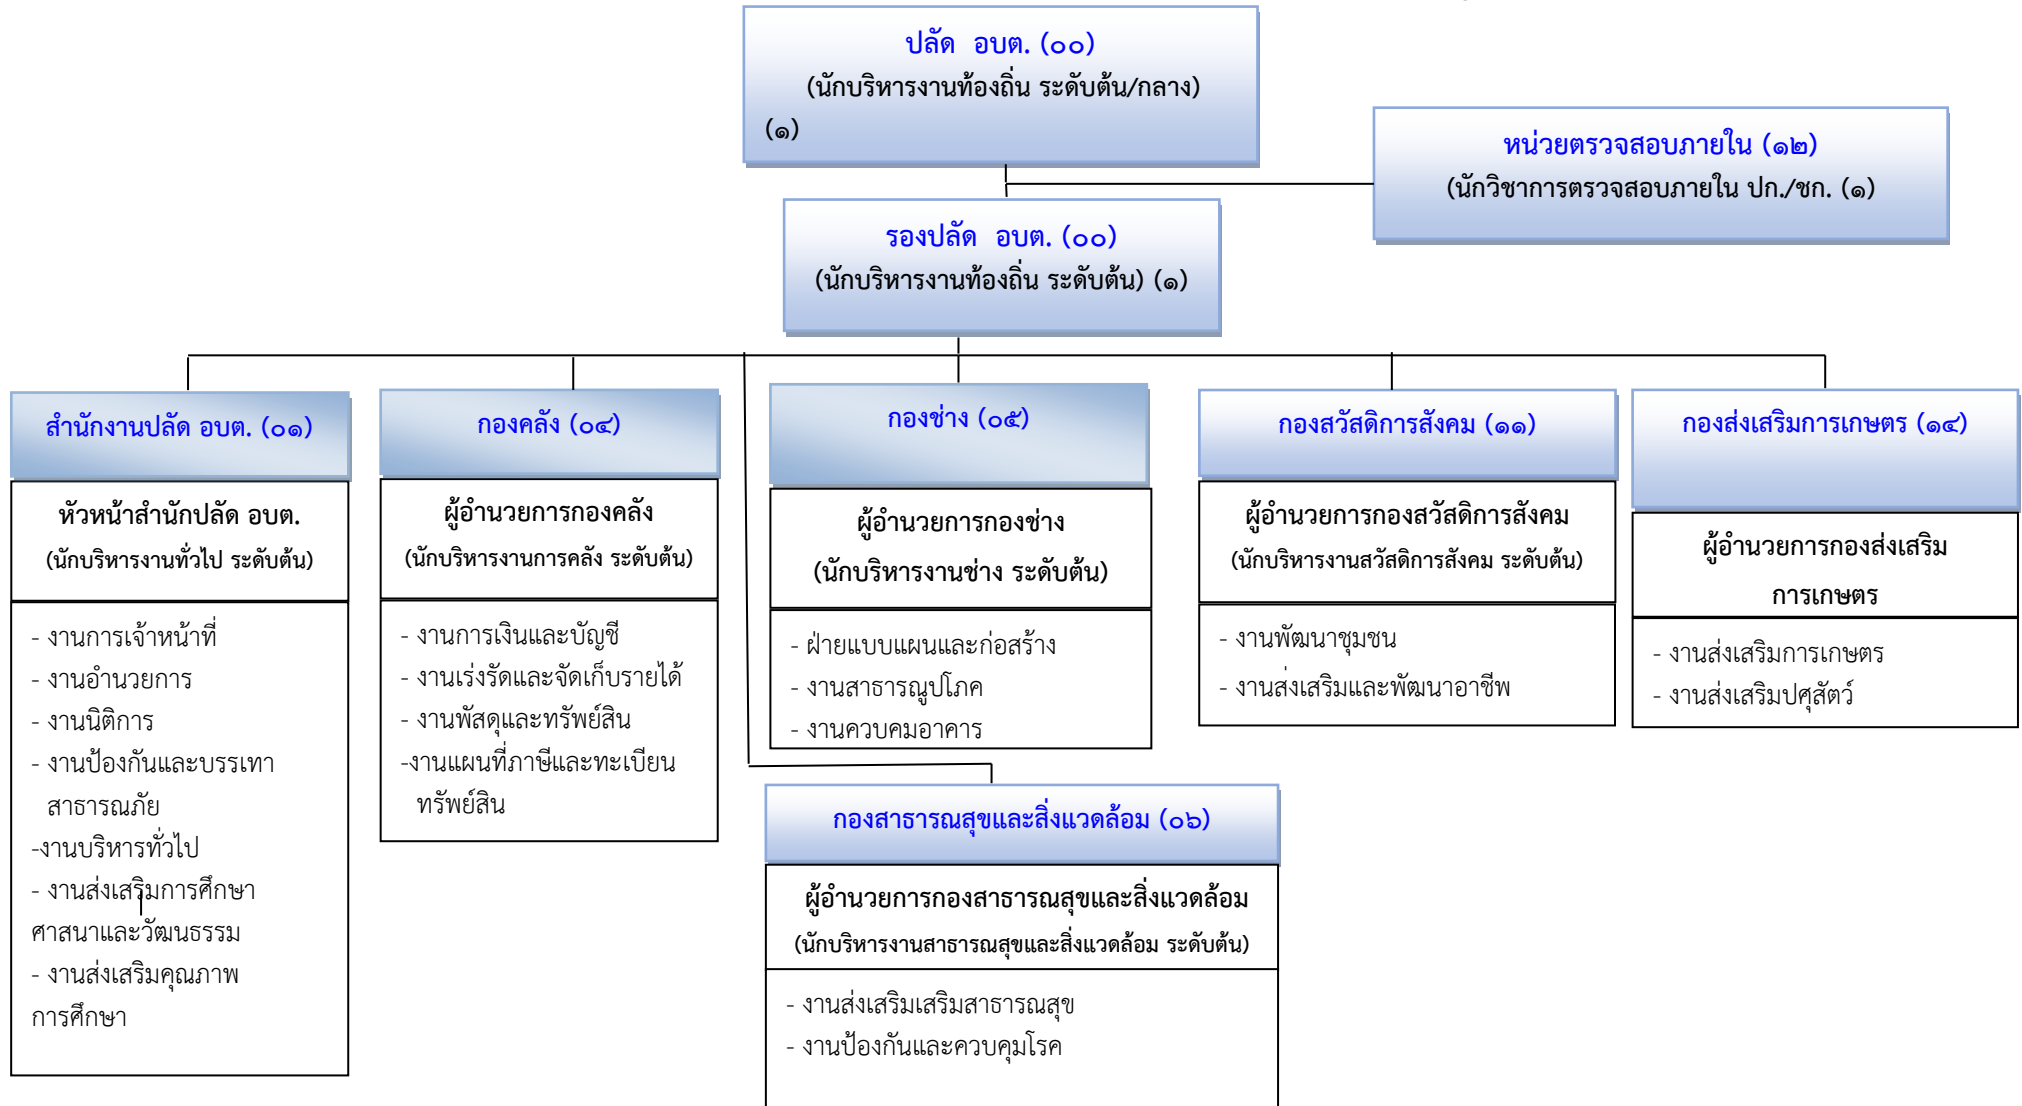 ปลัด อบต. (๐๐)
(นักบริหารงานท้องถิ่น ระดับต้น/กลาง)
(๑)
หน่วยตรวจสอบภายใน (๑๒)
(นักวิชาการตรวจสอบภายใน ปก./ชก. (๑)
รองปลัด อบต. (๐๐)
(นักบริหารงานท้องถิ่น ระดับต้น) (๑)
สำนักงานปลัด อบต. (๐๑)
หัวหน้าสำนักปลัด อบต.
(นักบริหารงานทั่วไป ระดับต้น)
- งานการเจ้าหน้าที่
- งานอำนวยการ
- งานนิติการ
- งานป้องกันและบรรเทา
สาธารณภัย
-งานบริหารทั่วไป
- งานส่งเสริมการศึกษา
ศาสนาและวัฒนธรรม
- งานส่งเสริมคุณภาพ
การศึกษา
กองคลัง (๐๔)
ผู้อำนวยการกองคลัง
(นักบริหารงานการคลัง ระดับต้น)
- งานการเงินและบัญชี
- งานเร่งรัดและจัดเก็บรายได้
- งานพัสดุและทรัพย์สิน
-งานแผนที่ภาษีและทะเบียน
ทรัพย์สิน
กองช่าง (๐๕)
ผู้อำนวยการกองช่าง
(นักบริหารงานช่าง ระดับต้น)
- ฝ่ายแบบแผนและก่อสร้าง
- งานสาธารณูปโภค
- งานควบคมอาคาร
กองสวัสดิการสังคม (๑๑)
ผู้อำนวยการกองสวัสดิการสังคม
(นักบริหารงานสวัสดิการสังคม ระดับต้น)
- งานพัฒนาชุมชน
- งานส่งเสริมและพัฒนาอาชีพ
กองส่งเสริมการเกษตร (๑๔)
ผู้อำนวยการกองส่งเสริม
การเกษตร
- งานส่งเสริมการเกษตร
- งานส่งเสริมปศุสัตว์
กองสาธารณสุขและสิ่งแวดล้อม (๐๖)
ผู้อำนวยการกองสาธารณสุขและสิ่งแวดล้อม
(นักบริหารงานสาธารณสุขและสิ่งแวดล้อม ระดับต้น)
- งานส่งเสริมเสริมสาธารณสุข
- งานป้องกันและควบคุมโรค